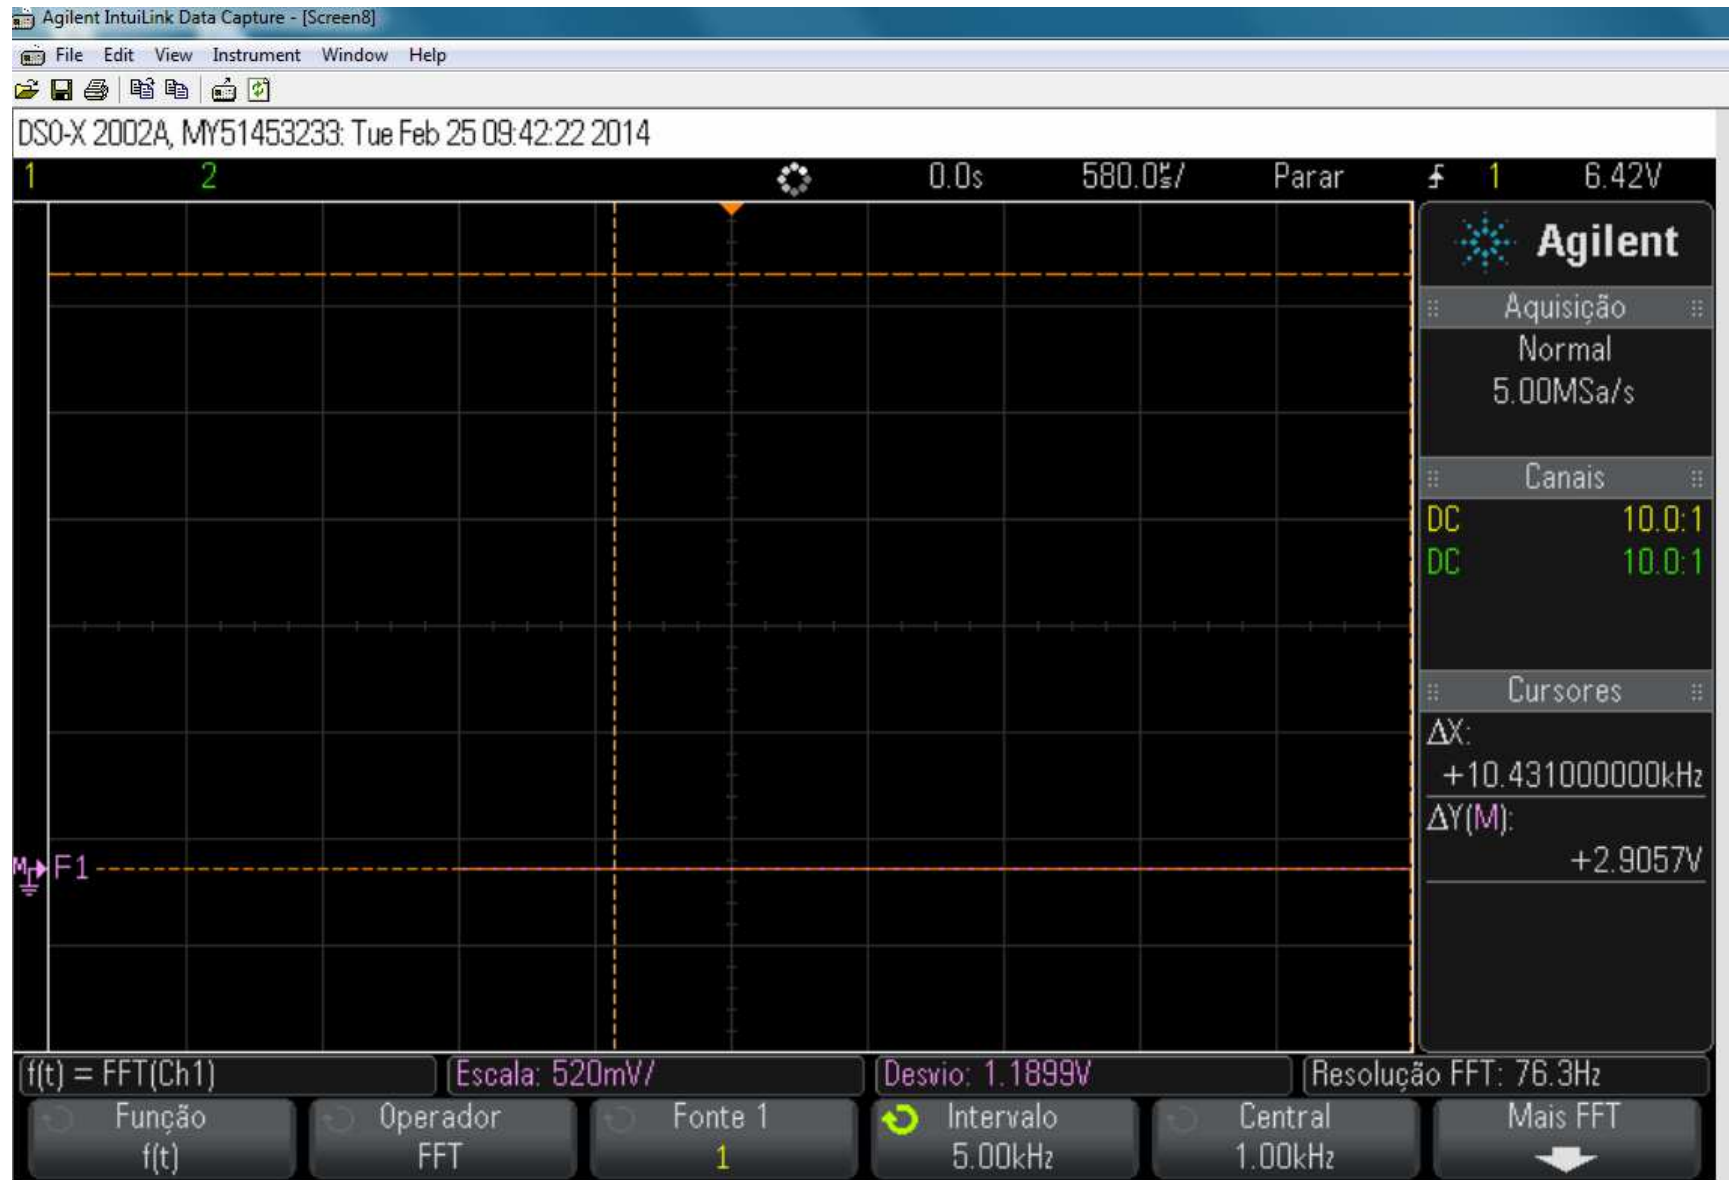 Agilent IntuiLink Data Capture - [Screen8]
File Edit View Instrument Window Help
DSO-X 2002A, MY51453233: Tue Feb 25 09:42:22 2014
1 2 0.0s 580.0µs/ Parar 1 6.42V
Agilent
Aquisição
Normal
5.00MSa/s
Canais
DC 10.0:1
DC 10.0:1
Cursores
ΔX:
+10.431000000kHz
ΔY(M):
+2.9057V
M F1
f(t) = FFT(Ch1) Escala: 520mV/ Desvio: 1.1899V Resolução FFT: 76.3Hz
Função Operador Fonte 1 Intervalo Central Mais FFT
f(t) FFT 1 5.00kHz 1.00kHz